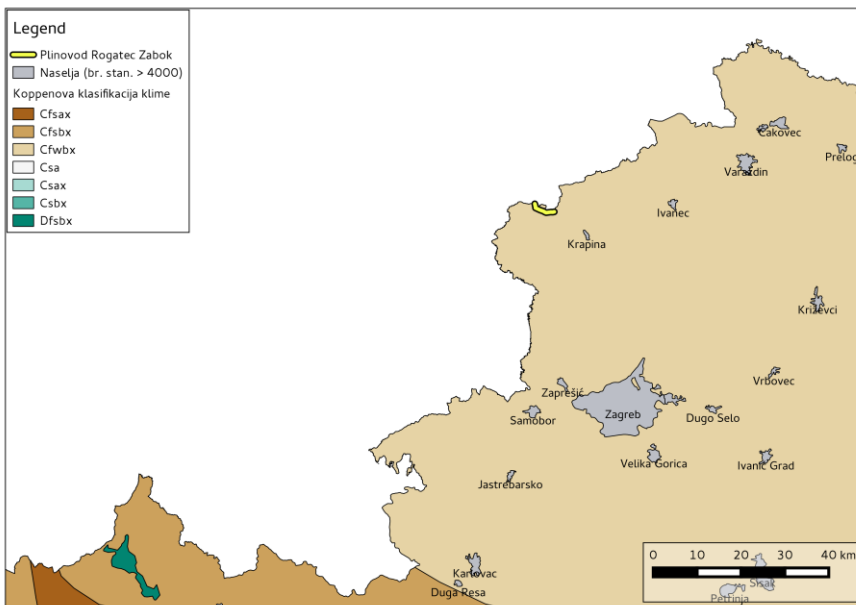 Legend
Plinovod Rogatec Zabok
Naselja (br. stan. > 4000)
Koppenova klasifikacija klime
Cfsax
Cfsbx
Cfwbx
Csa
Csax
Csbx
Dfsbx
Čakovec
Prelog
Varaždin
Ivanec
Krapina
Križevci
Vrbovec
Zaprešić
Samobor
Zagreb
Dugo Selo
Velika Gorica
Ivanić Grad
Jastrebarsko
Karlovac
Duga Resa
0 10 20 30 40 km
Sisak
Petrinja